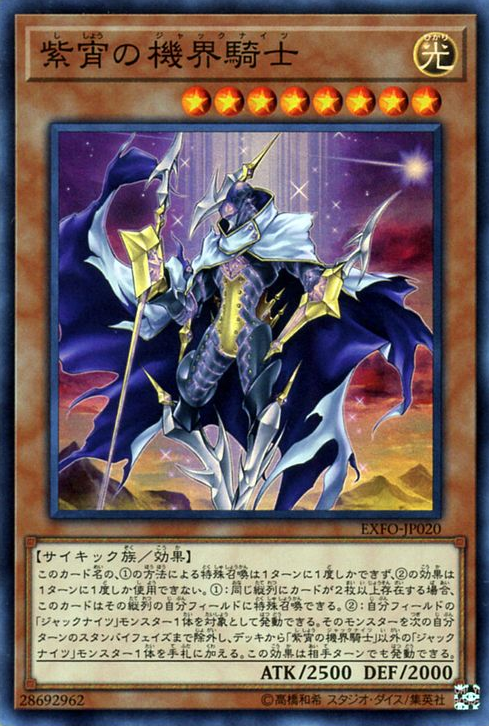 紫宵の機界騎士
光
EXFO-JP020
【サイキック族／効果】
このカード名の、①の方法による特殊召喚は1ターンに1度しかできず、②の効果は
1ターンに1度しか使用できない。①：同じ縦列にカードが2枚以上存在する場合、
このカードはその縦列の自分フィールドに特殊召喚できる。②：自分フィールドの
「ジャックナイツ」モンスター1体を対象として発動できる。そのモンスターを次の自分
ターンのスタンバイフェイズまで除外し、デッキから「紫宵の機界騎士」以外の「ジャック
ナイツ」モンスター1体を手札に加える。この効果は相手ターンでも発動できる。
ATK/2500 DEF/2000
28692962
©高橋和希 スタジオ・ダイス/集英社